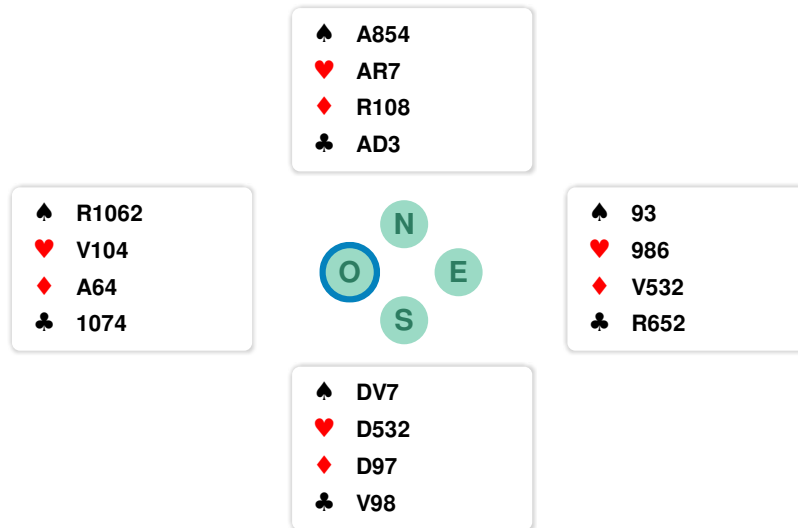 ♠ A854
♥ AR7
♦ R108
♣ AD3
♠ R1062
♥ V104
♦ A64
♣ 1074
N
O
E
S
♠ 93
♥ 986
♦ V532
♣ R652
♠ DV7
♥ D532
♦ D97
♣ V98